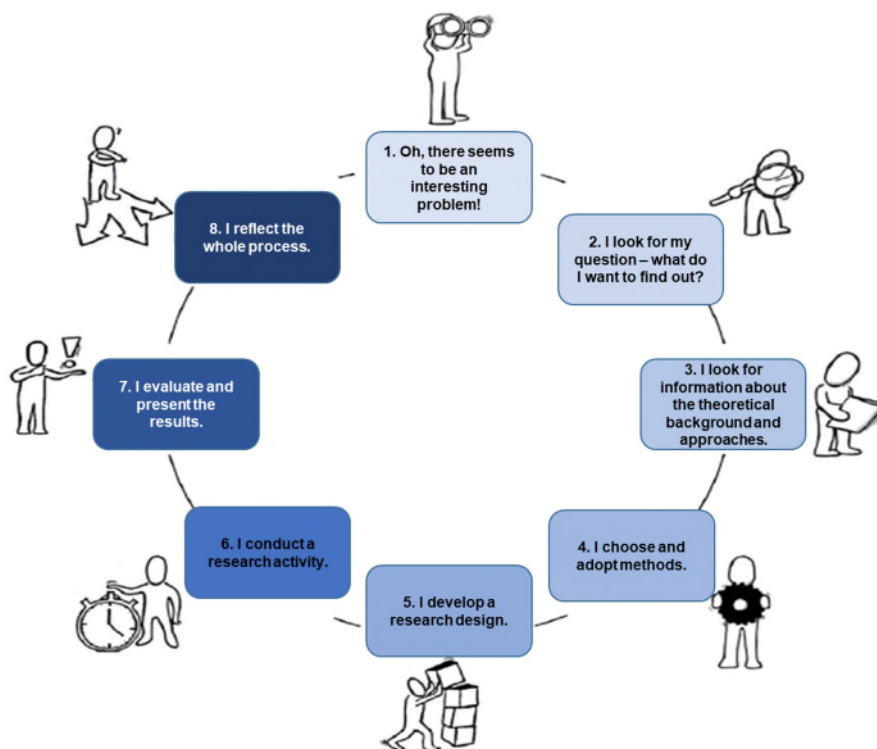 1. Oh, there seems
to be an
interesting
problem!
2. I look for my
question – what do
I want to find out?
3. I look for
information about
the theoretical
background and
approaches.
4. I choose and
adopt methods.
5. I develop a
research design.
6. I conduct a
research activity.
7. I evaluate and
present the
results.
8. I reflect the
whole process.